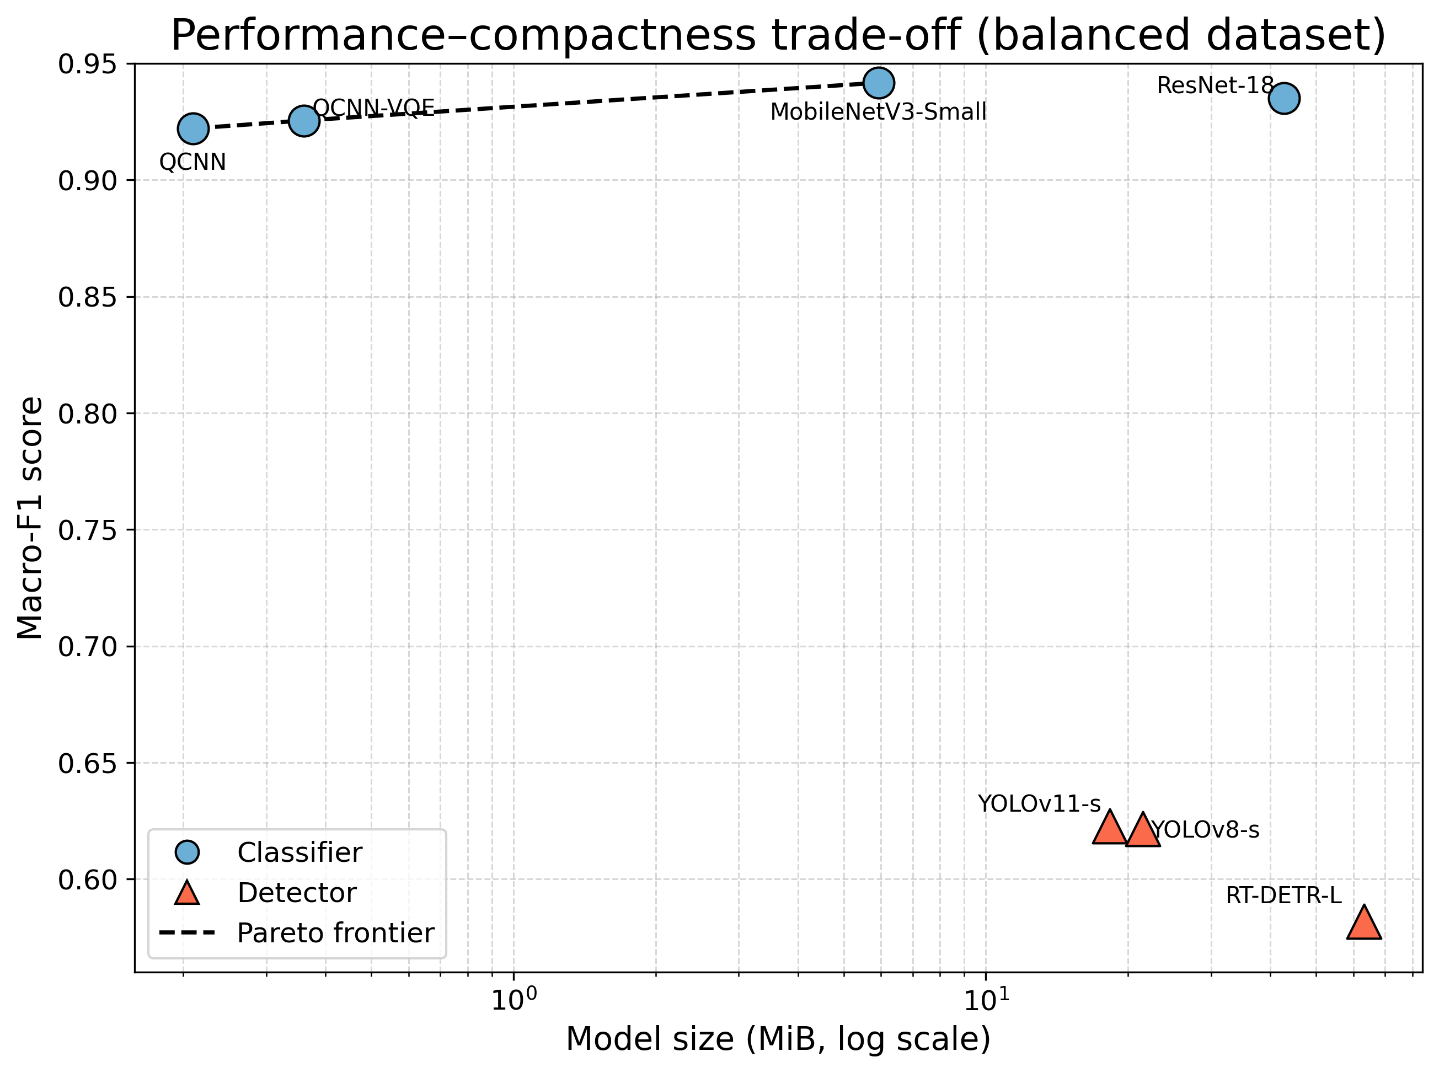 Performance–compactness trade-off (balanced dataset)
0.95
0.90
0.85
0.80
0.75
0.70
0.65
0.60
Macro-F1 score
QCNN
QCNN-VQE
MobileNetV3-Small
ResNet-18
YOLOv11-s
YOLOv8-s
RT-DETR-L
Classifier
Detector
Pareto frontier
10⁰
10¹
Model size (MiB, log scale)